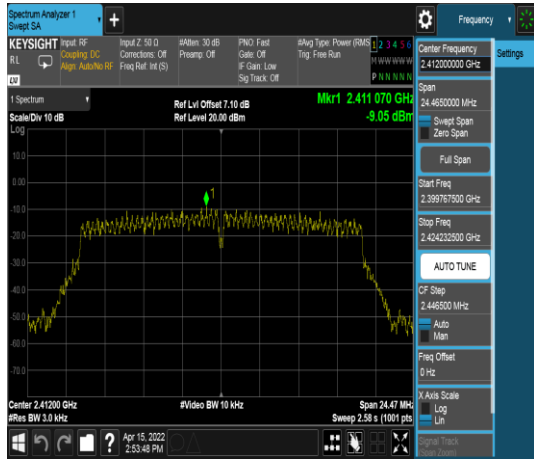 Spectrum Analyzer 1
Swept SA
Frequency
KEYSIGHT
RL
Input: RF
Coupling: DC
Align: Auto/No RF
Input Z: 50 Ω
Corrections: Off
Freq Ref: Int (S)
#Atten: 30 dB
Preamp: Off
PNO: Fast
Gate: Off
IF Gain: Low
Sig Track: Off
#Avg Type: Power (RMS
Trig: Free Run
1 2 3 4 5 6
M W W W W W
P N N N N N
LXI
1 Spectrum
Scale/Div 10 dB
Log
Ref Lvl Offset 7.10 dB
Ref Level 20.00 dBm
Mkr1 2.411 070 GHz
-9.05 dBm
1
10.0
0.00
-10.0
-20.0
-30.0
-40.0
-50.0
-60.0
-70.0
Center 2.41200 GHz
#Res BW 3.0 kHz
#Video BW 10 kHz
Span 24.47 MHz
Sweep 2.58 s (1001 pts)
Apr 15, 2022
2:53:48 PM
Center Frequency
2.412000000 GHz
Settings
Span
24.4650000 MHz
Swept Span
Zero Span
Full Span
Start Freq
2.399767500 GHz
Stop Freq
2.424232500 GHz
AUTO TUNE
CF Step
2.446500 MHz
Auto
Man
Freq Offset
0 Hz
X Axis Scale
Log
Lin
Signal Track
(Span Zoom)